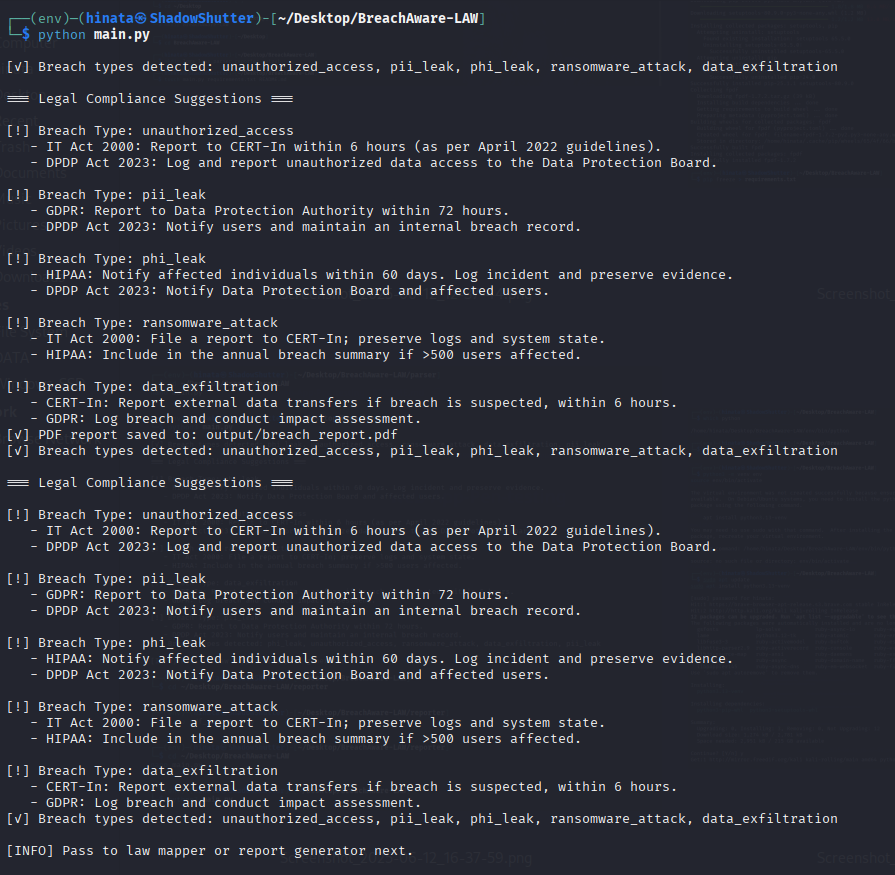 ┌──(env)─(hinata㉿ShadowShutter)-[~/Desktop/BreachAware-LAW]
└─$ python main.py
[✓] Breach types detected: unauthorized_access, pii_leak, phi_leak, ransomware_attack, data_exfiltration
=== Legal Compliance Suggestions ===
[!] Breach Type: unauthorized_access
- IT Act 2000: Report to CERT-In within 6 hours (as per April 2022 guidelines).
- DPDP Act 2023: Log and report unauthorized data access to the Data Protection Board.
[!] Breach Type: pii_leak
- GDPR: Report to Data Protection Authority within 72 hours.
- DPDP Act 2023: Notify users and maintain an internal breach record.
[!] Breach Type: phi_leak
- HIPAA: Notify affected individuals within 60 days. Log incident and preserve evidence.
- DPDP Act 2023: Notify Data Protection Board and affected users.
[!] Breach Type: ransomware_attack
- IT Act 2000: File a report to CERT-In; preserve logs and system state.
- HIPAA: Include in the annual breach summary if >500 users affected.
[!] Breach Type: data_exfiltration
- CERT-In: Report external data transfers if breach is suspected, within 6 hours.
- GDPR: Log breach and conduct impact assessment.
[✓] PDF report saved to: output/breach_report.pdf
[✓] Breach types detected: unauthorized_access, pii_leak, phi_leak, ransomware_attack, data_exfiltration
=== Legal Compliance Suggestions ===
[!] Breach Type: unauthorized_access
- IT Act 2000: Report to CERT-In within 6 hours (as per April 2022 guidelines).
- DPDP Act 2023: Log and report unauthorized data access to the Data Protection Board.
[!] Breach Type: pii_leak
- GDPR: Report to Data Protection Authority within 72 hours.
- DPDP Act 2023: Notify users and maintain an internal breach record.
[!] Breach Type: phi_leak
- HIPAA: Notify affected individuals within 60 days. Log incident and preserve evidence.
- DPDP Act 2023: Notify Data Protection Board and affected users.
[!] Breach Type: ransomware_attack
- IT Act 2000: File a report to CERT-In; preserve logs and system state.
- HIPAA: Include in the annual breach summary if >500 users affected.
[!] Breach Type: data_exfiltration
- CERT-In: Report external data transfers if breach is suspected, within 6 hours.
- GDPR: Log breach and conduct impact assessment.
[✓] Breach types detected: unauthorized_access, pii_leak, phi_leak, ransomware_attack, data_exfiltration
[INFO] Pass to law mapper or report generator next.